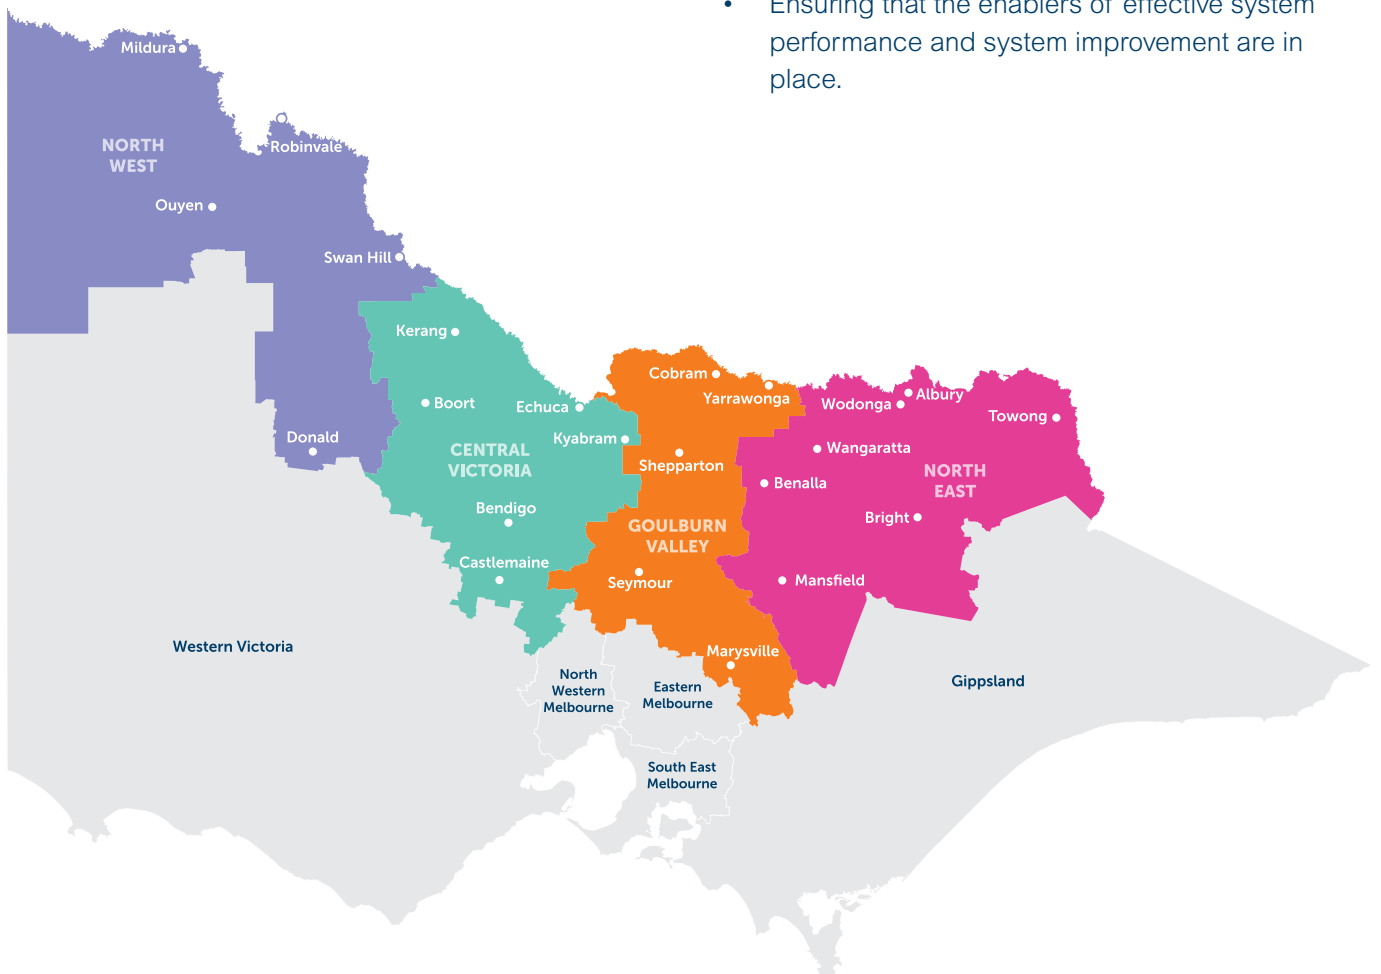 • Ensuring that the enablers of effective system
performance and system improvement are in
place.
Mildura
NORTH
WEST
Robinvale
Ouyen
Swan Hill
Kerang
Boort
Echuca
Kyabram
Donald
CENTRAL
VICTORIA
Bendigo
Castlemaine
Cobram
Yarrawonga
Shepparton
GOULBURN
VALLEY
Seymour
Marysville
Wodonga
Albury
Towong
Wangaratta
NORTH
EAST
Benalla
Bright
Mansfield
Western Victoria
North
Western
Melbourne
Eastern
Melbourne
South East
Melbourne
Gippsland